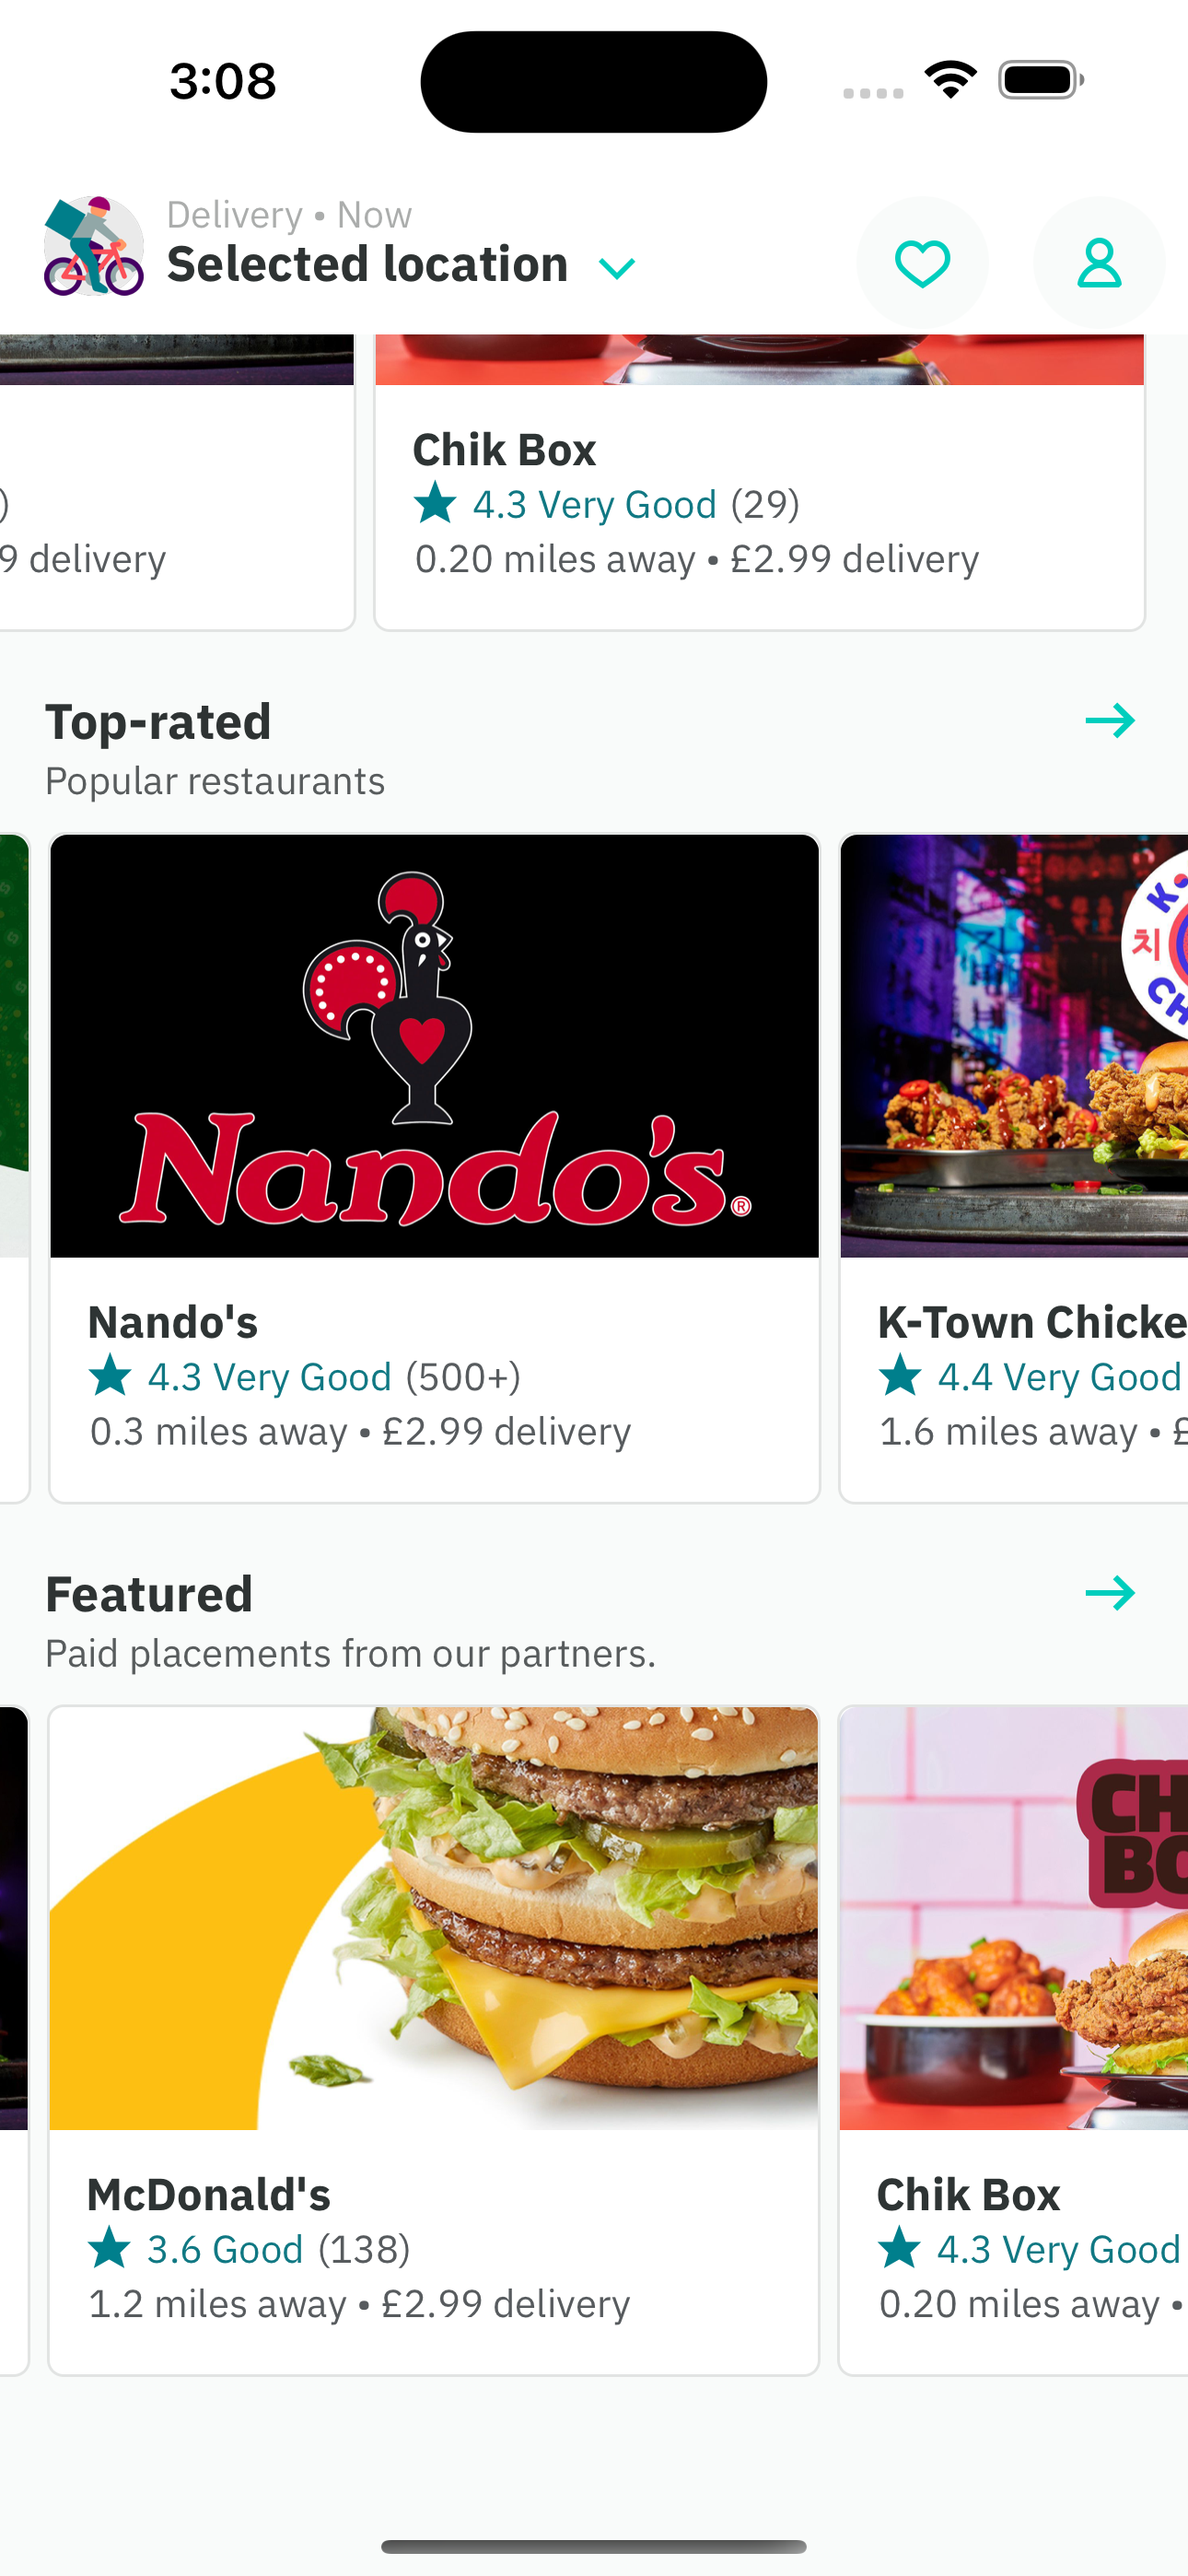 3:08
Delivery • Now
Selected location
)
9 delivery
Chik Box
4.3 Very Good (29)
0.20 miles away • £2.99 delivery
Top-rated
Popular restaurants
Nando's®
치
Nando's
4.3 Very Good (500+)
0.3 miles away • £2.99 delivery
K-Town Chicke
4.4 Very Good
1.6 miles away • £
Featured
Paid placements from our partners.
CH
BO
McDonald's
3.6 Good (138)
1.2 miles away • £2.99 delivery
Chik Box
4.3 Very Good
0.20 miles away •